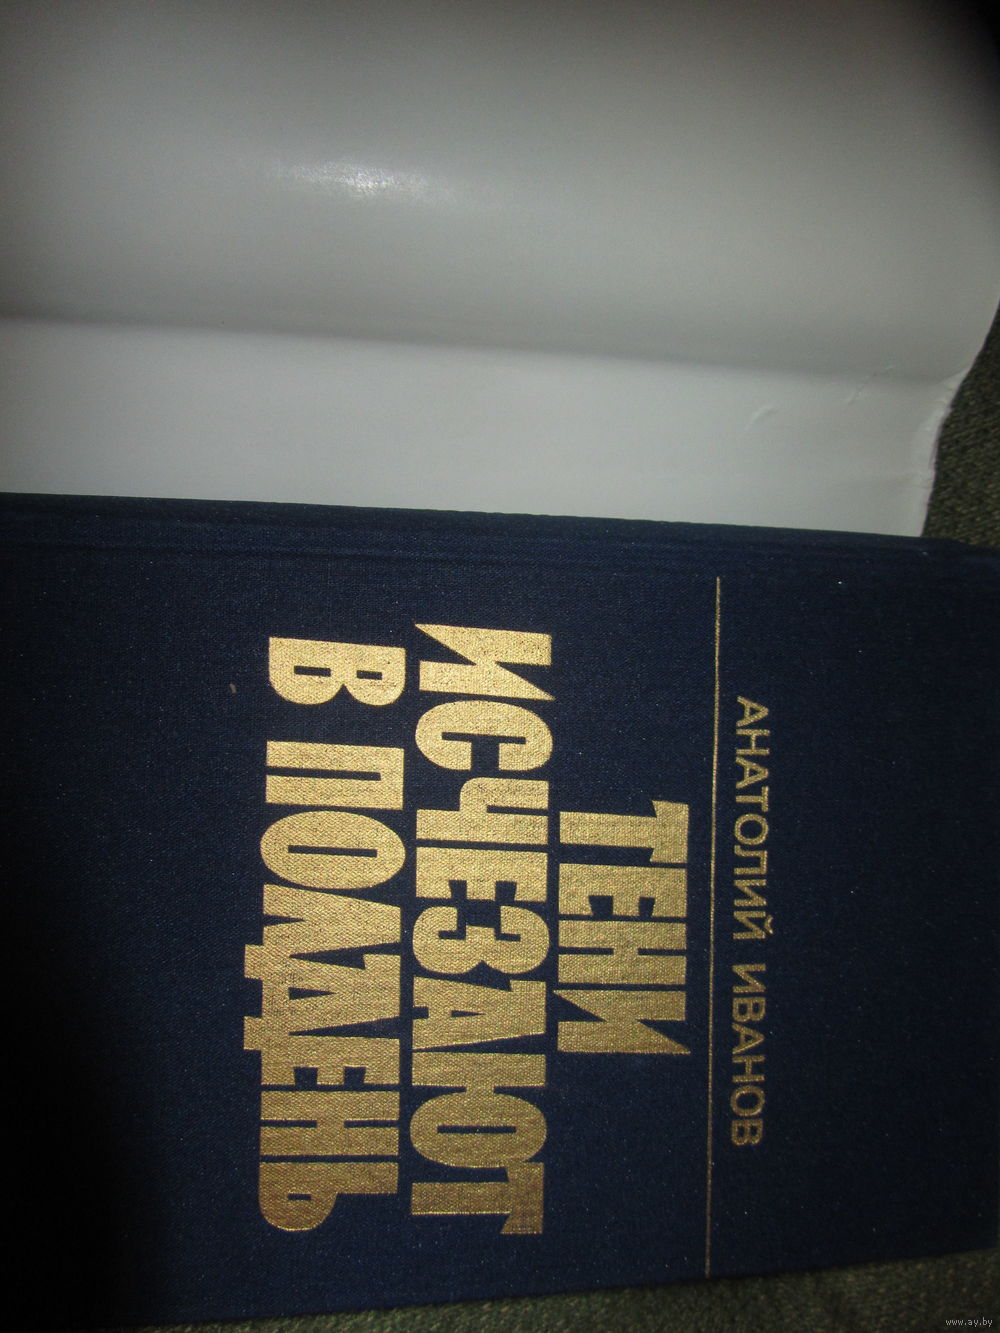 АНАТОЛИЙ ИВАНОВ
ТЕНИ
ИСЧЕЗАЮТ
В ПОЛДЕНЬ
www.ay.by